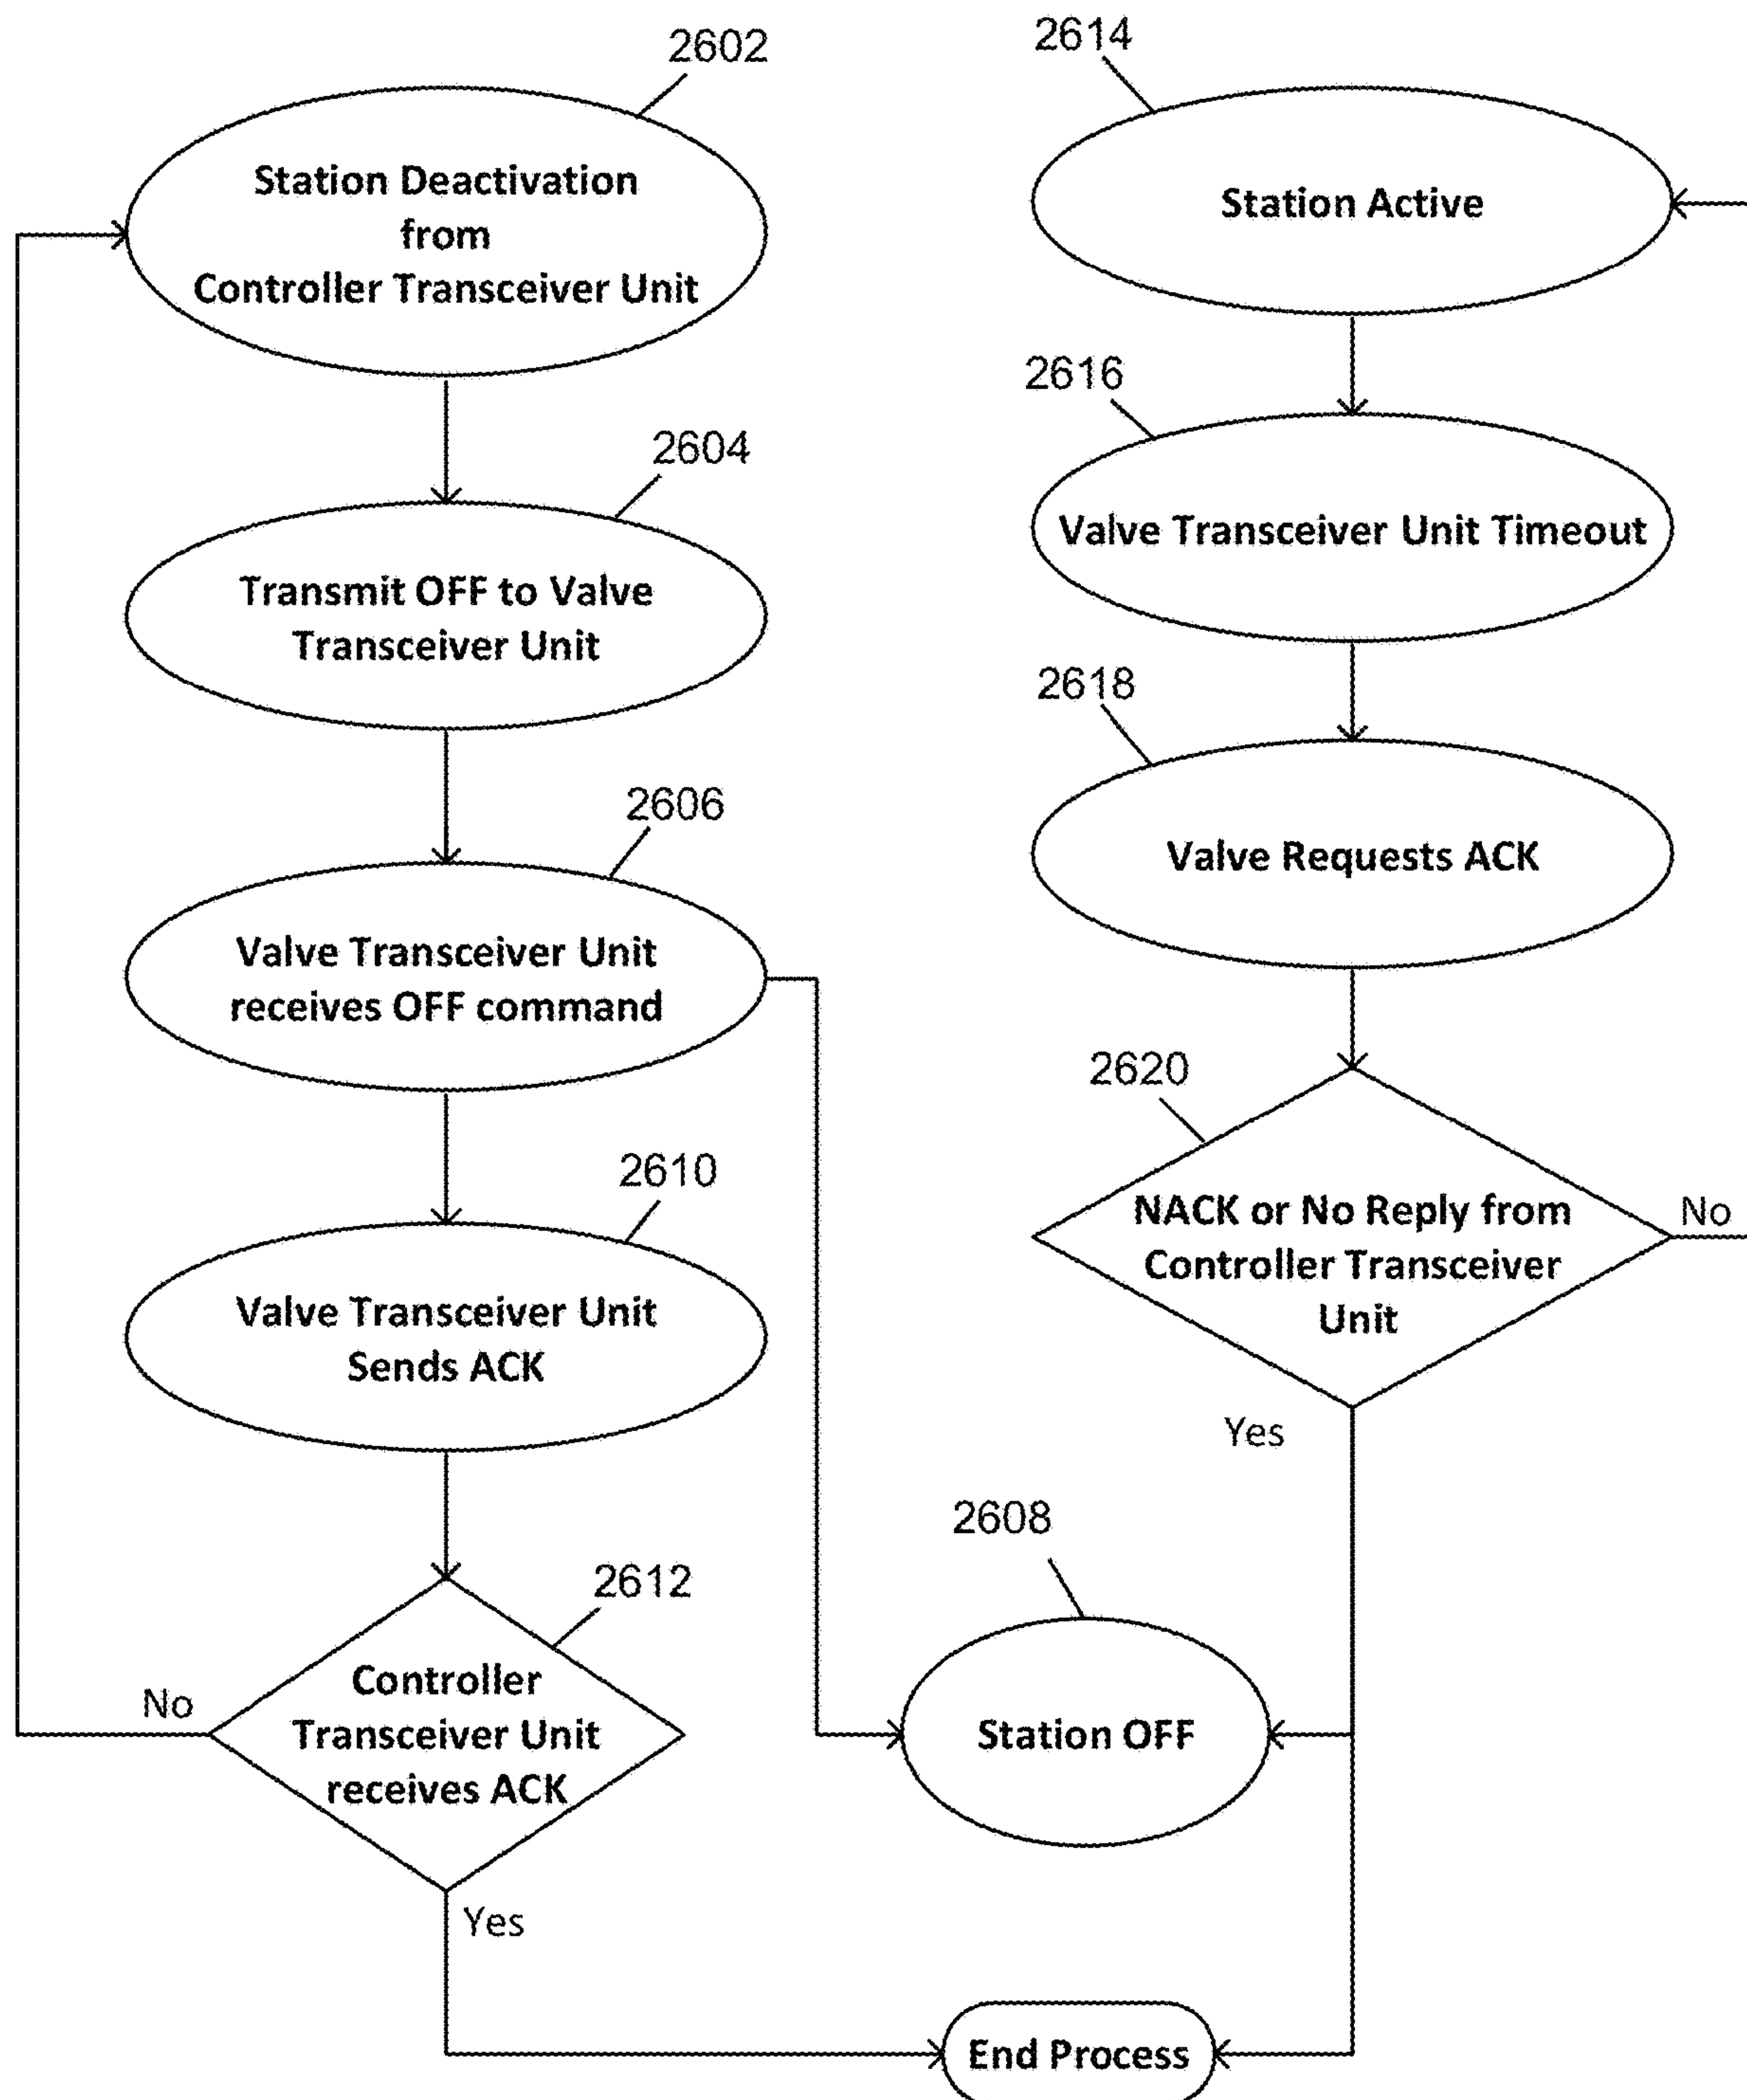 2602
Station Deactivation
from
Controller Transceiver Unit
2604
Transmit OFF to Valve
Transceiver Unit
2606
Valve Transceiver Unit
receives OFF command
2610
Valve Transceiver Unit
Sends ACK
2612
Controller
Transceiver Unit
receives ACK
No
Yes
2614
Station Active
2616
Valve Transceiver Unit Timeout
2618
Valve Requests ACK
2620
NACK or No Reply from
Controller Transceiver
Unit
No
Yes
2608
Station OFF
End Process